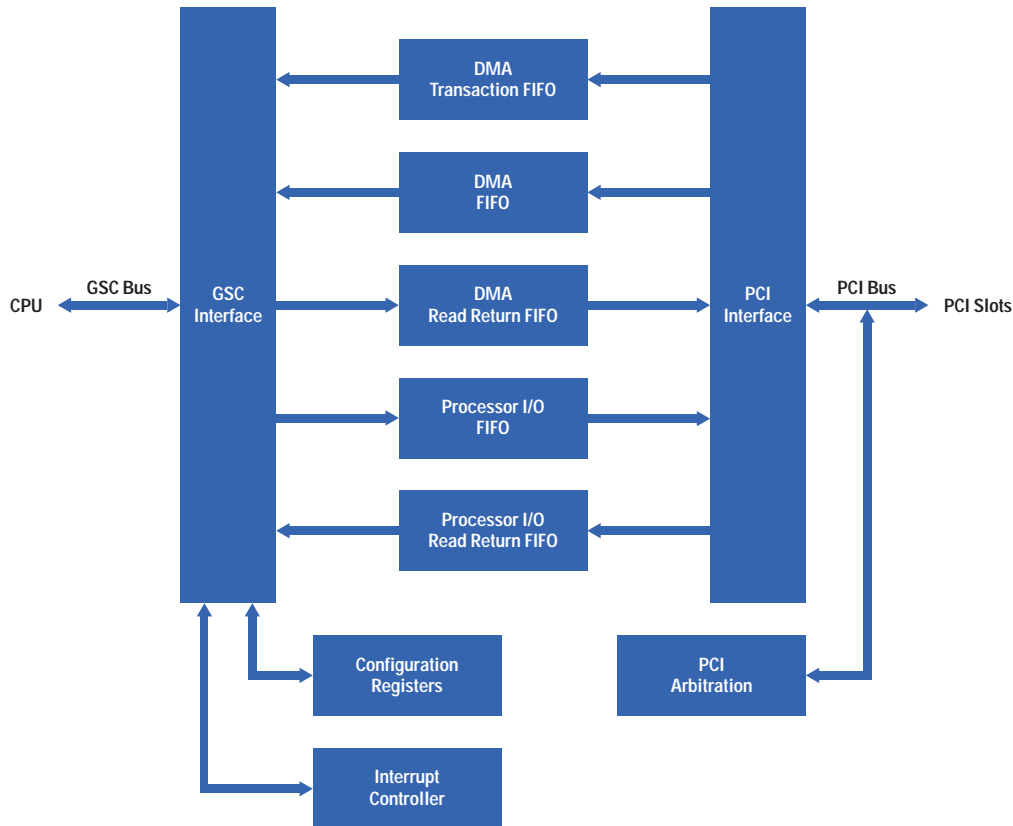 DMA
Transaction FIFO
DMA
FIFO
CPU
GSC Bus
GSC
Interface
DMA
Read Return FIFO
PCI
Interface
PCI Bus
PCI Slots
Processor I/O
FIFO
Processor I/O
Read Return FIFO
Configuration
Registers
PCI
Arbitration
Interrupt
Controller